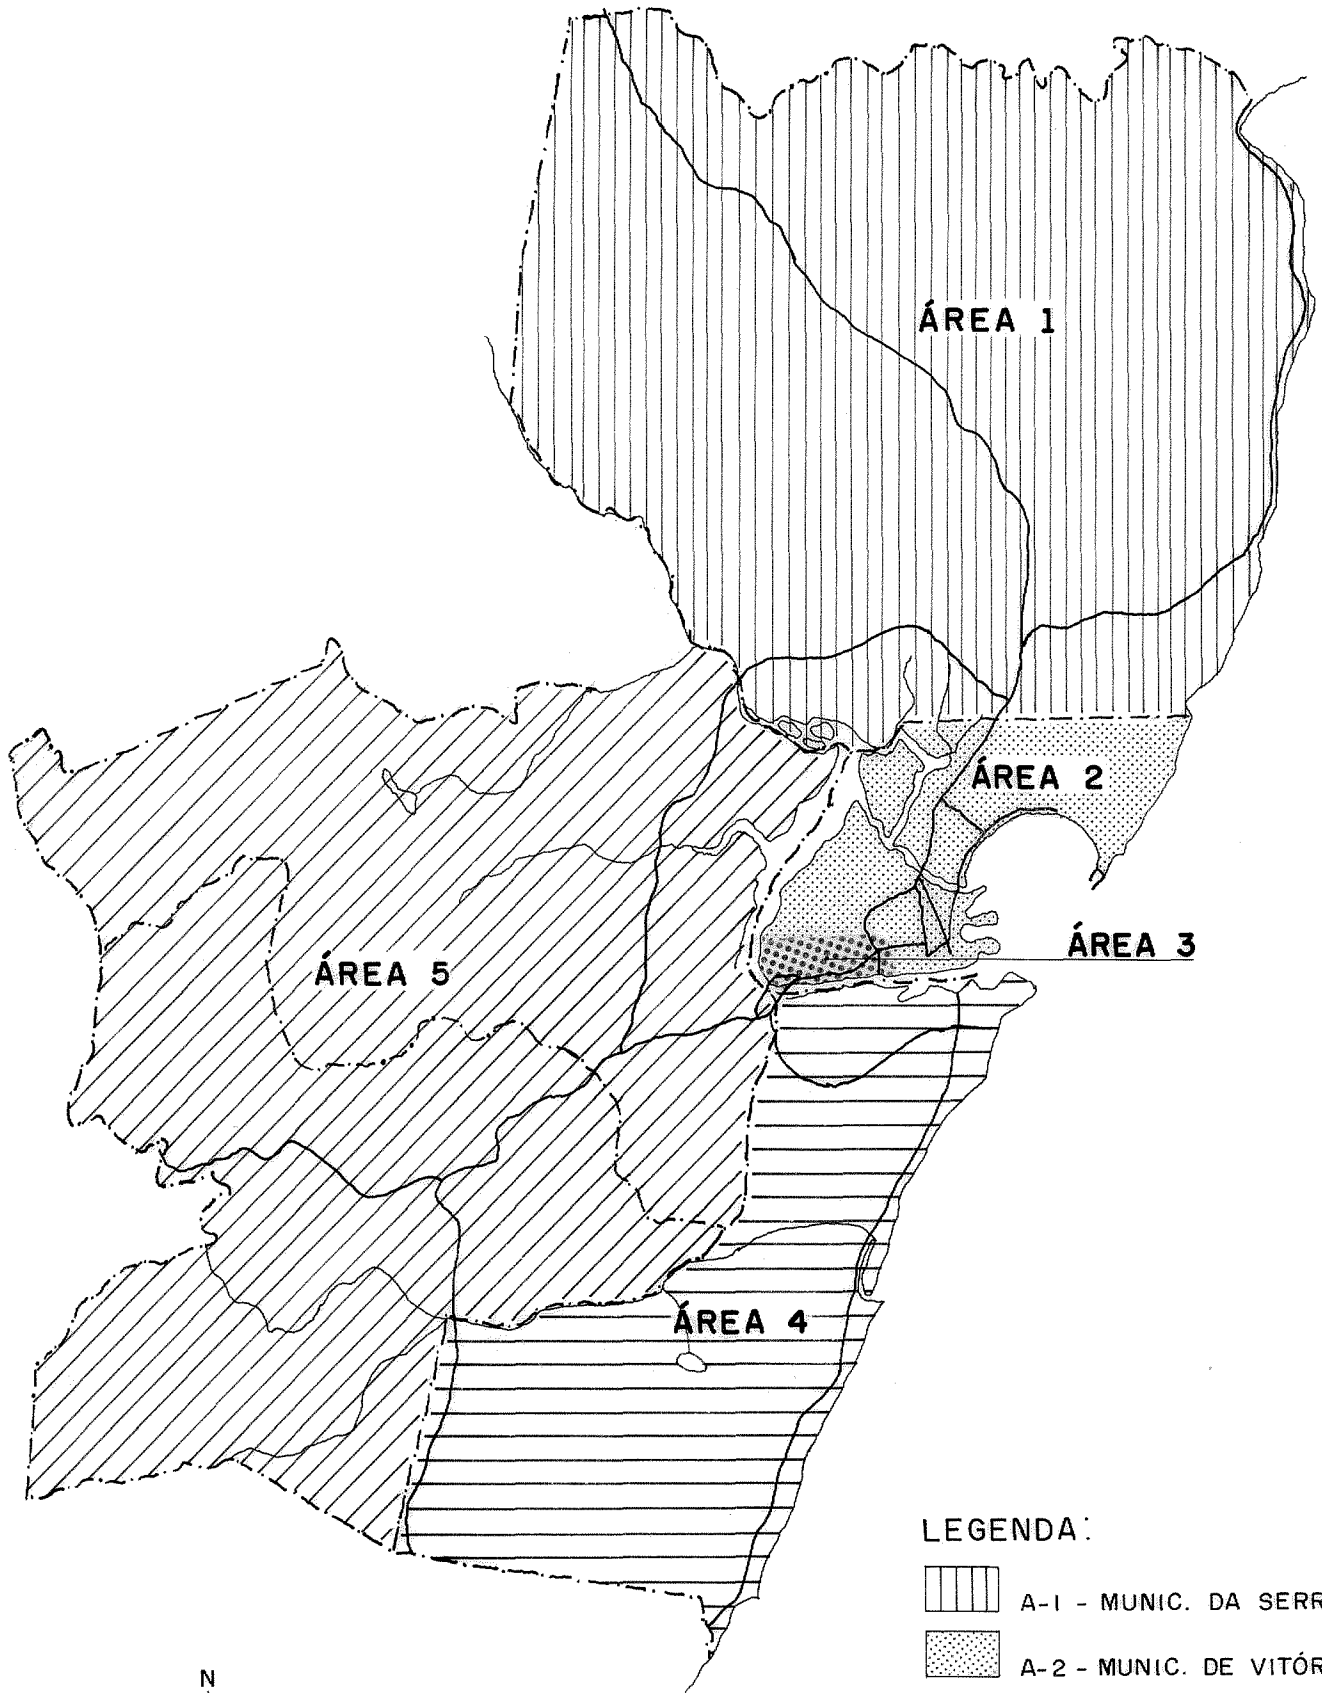 ÁREA 1
ÁREA 2
ÁREA 3
ÁREA 5
ÁREA 4
LEGENDA:
A-1 - MUNIC. DA SERR
A-2 - MUNIC. DE VITÓR
N